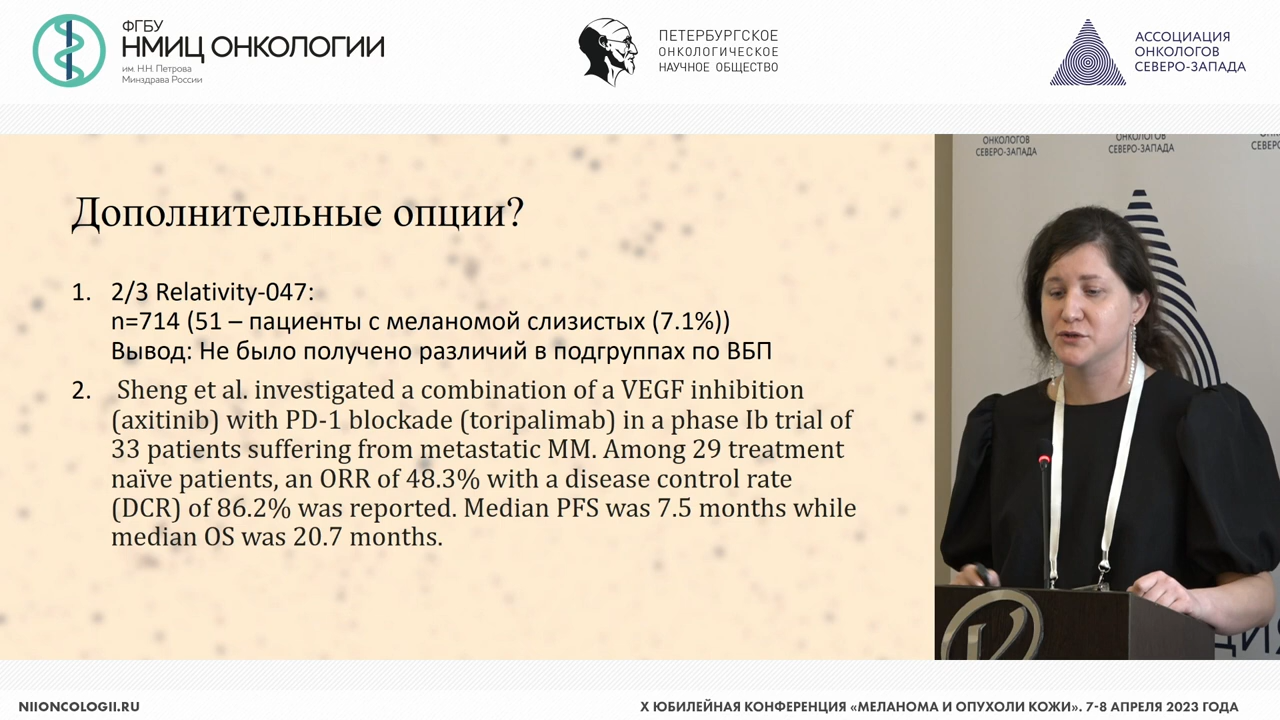 ФГБУ
НМИЦ ОНКОЛОГИИ
им. Н.Н. Петрова
Минздрава России
ПЕТЕРБУРГСКОЕ
ОНКОЛОГИЧЕСКОЕ
НАУЧНОЕ ОБЩЕСТВО
АССОЦИАЦИЯ
ОНКОЛОГОВ
СЕВЕРО-ЗАПАДА
Дополнительные опции?
1. 2/3 Relativity-047:
n=714 (51 – пациенты с меланомой слизистых (7.1%))
Вывод: Не было получено различий в подгруппах по ВБП
2. Sheng et al. investigated a combination of a VEGF inhibition
(axitinib) with PD-1 blockade (toripalimab) in a phase Ib trial of
33 patients suffering from metastatic MM. Among 29 treatment
naïve patients, an ORR of 48.3% with a disease control rate
(DCR) of 86.2% was reported. Median PFS was 7.5 months while
median OS was 20.7 months.
ОНКОЛОГОВ
СЕВЕРО-ЗАПАДА
ОНКОЛОГОВ
СЕВЕРО-ЗАПАДА
NIIONCOLOGII.RU
X ЮБИЛЕЙНАЯ КОНФЕРЕНЦИЯ «МЕЛАНОМА И ОПУХОЛИ КОЖИ». 7-8 АПРЕЛЯ 2023 ГОДА